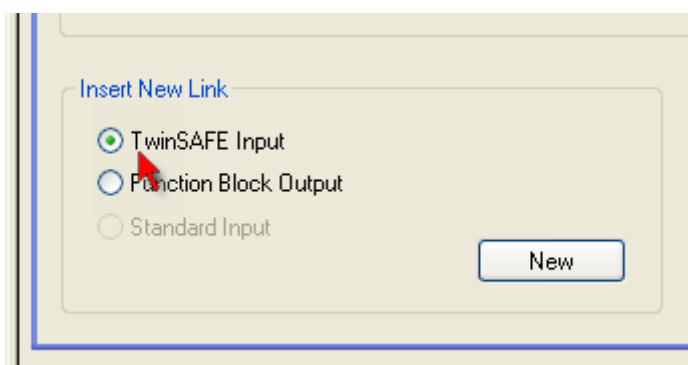 Insert New Link
TwinSAFE Input
Function Block Output
Standard Input
New